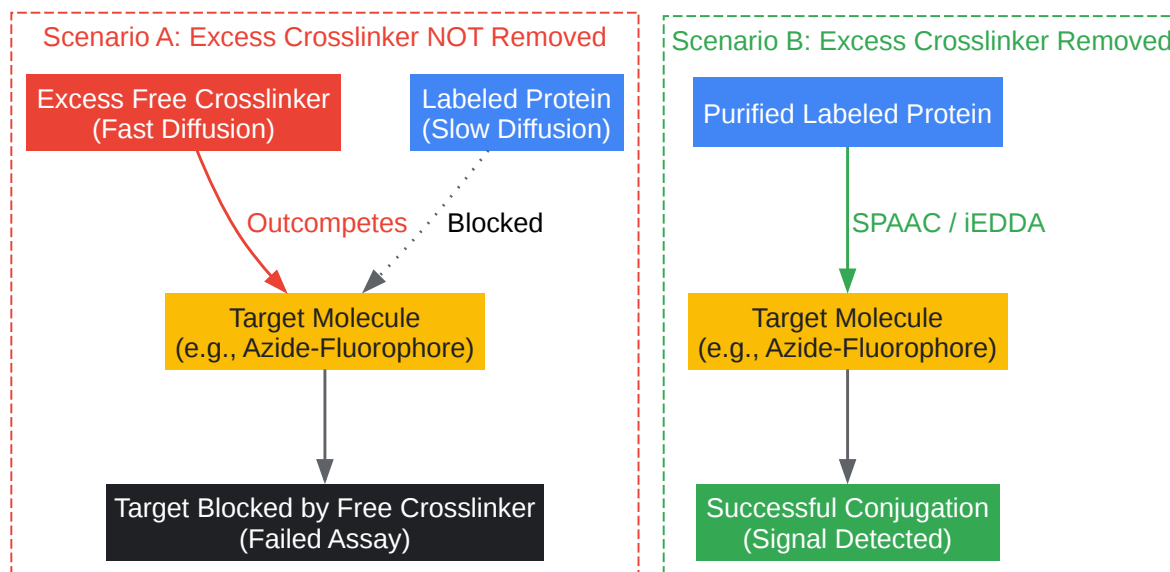 Scenario A: Excess Crosslinker NOT Removed
Excess Free Crosslinker
(Fast Diffusion)
Labeled Protein
(Slow Diffusion)
Outcompetes
Blocked
Target Molecule
(e.g., Azide-Fluorophore)
Target Blocked by Free Crosslinker
(Failed Assay)
Scenario B: Excess Crosslinker Removed
Purified Labeled Protein
SPAAC / iEDDA
Target Molecule
(e.g., Azide-Fluorophore)
Successful Conjugation
(Signal Detected)